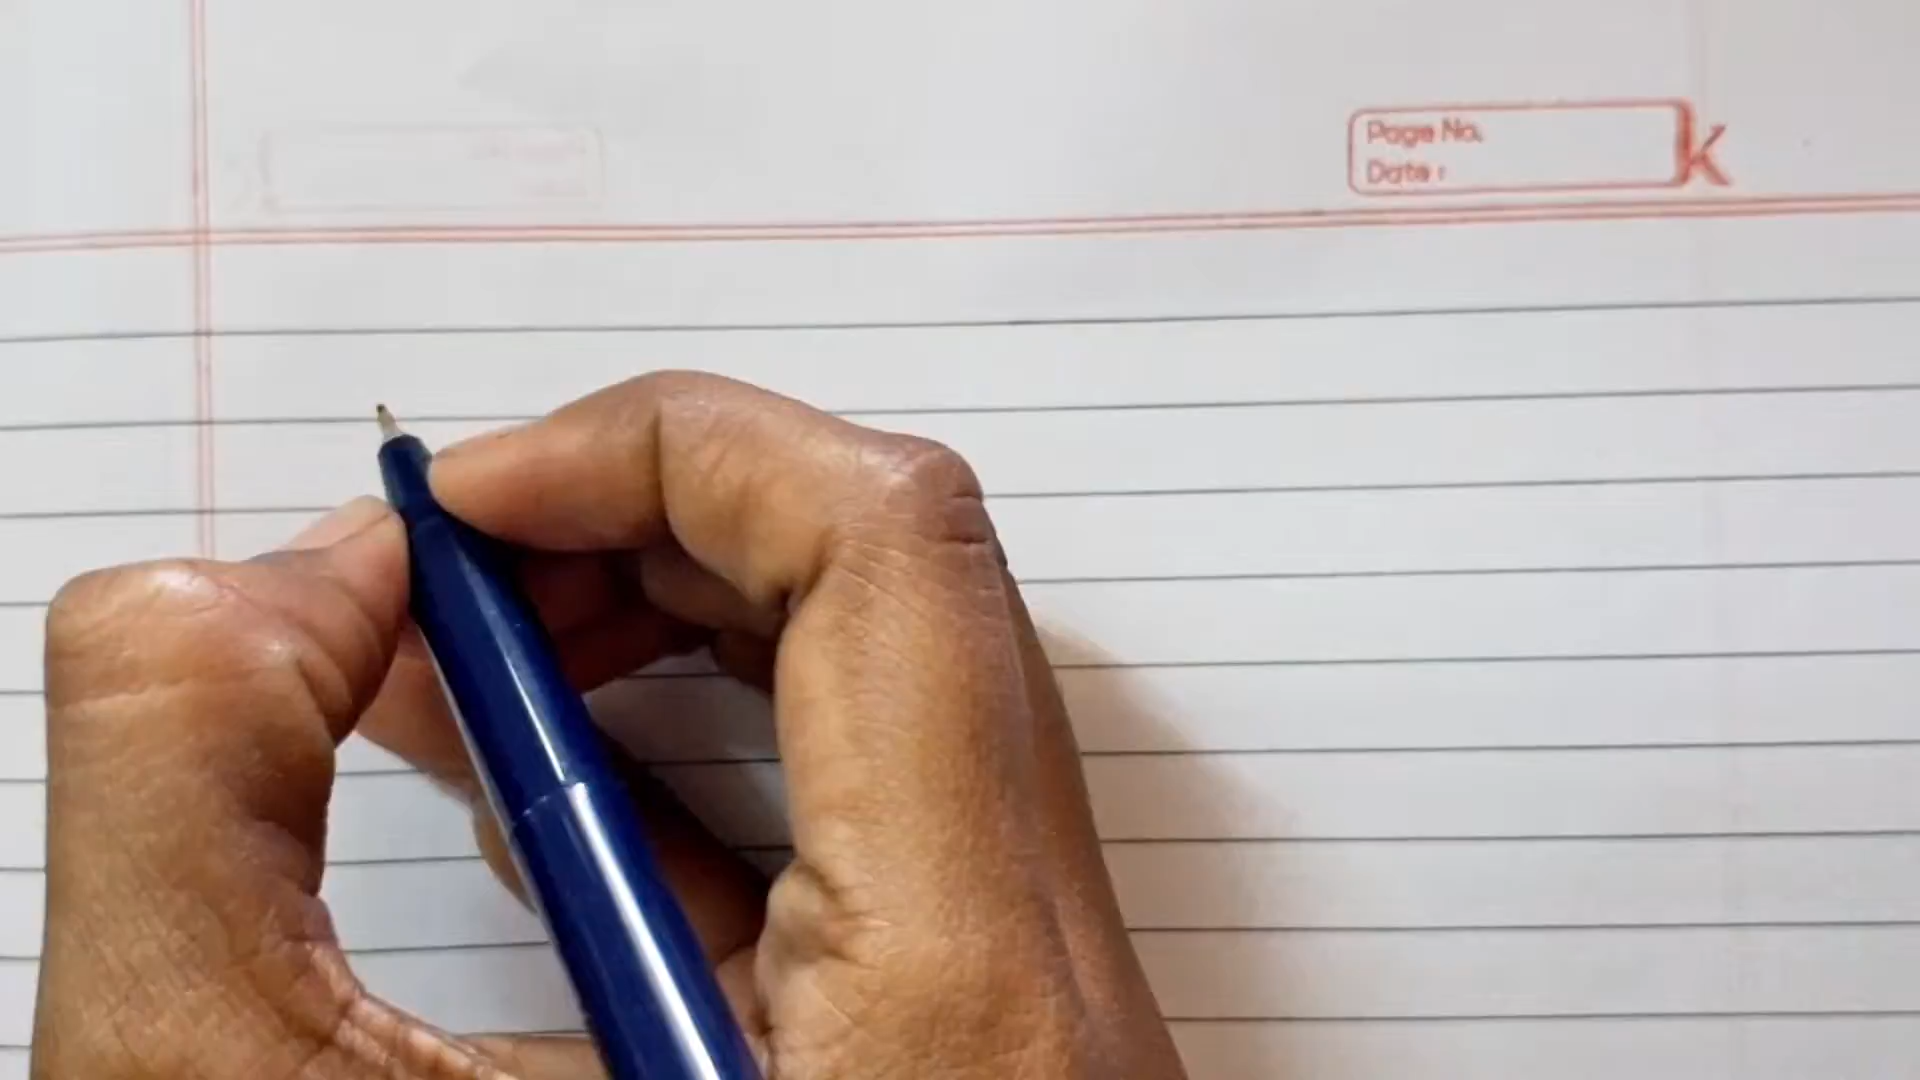 Page No.
Date :
K